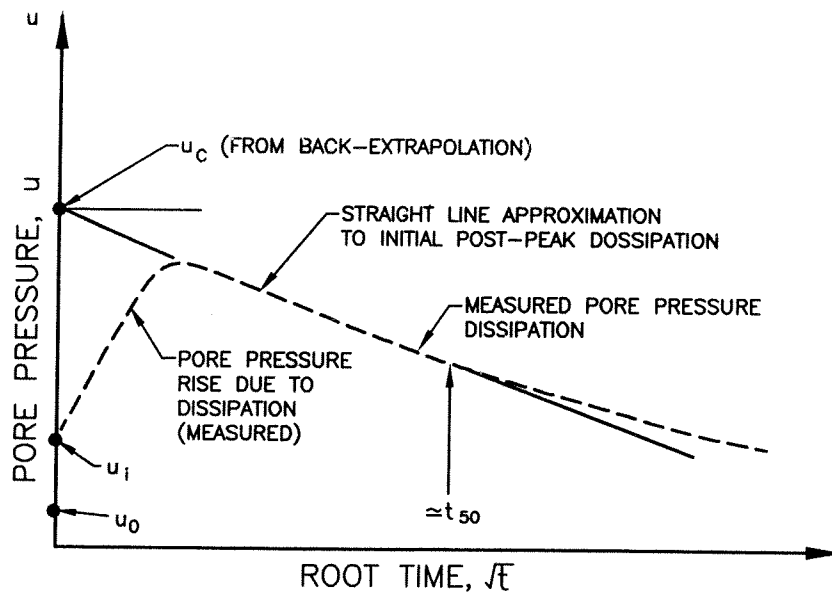 u
u_c (FROM BACK-EXTRAPOLATION)
STRAIGHT LINE APPROXIMATION
TO INITIAL POST-PEAK DOSSIPATION
MEASURED PORE PRESSURE
DISSIPATION
PORE PRESSURE
RISE DUE TO
DISSIPATION
(MEASURED)
PORE PRESSURE, u
u_i
u_0
≃t_50
ROOT TIME, √t